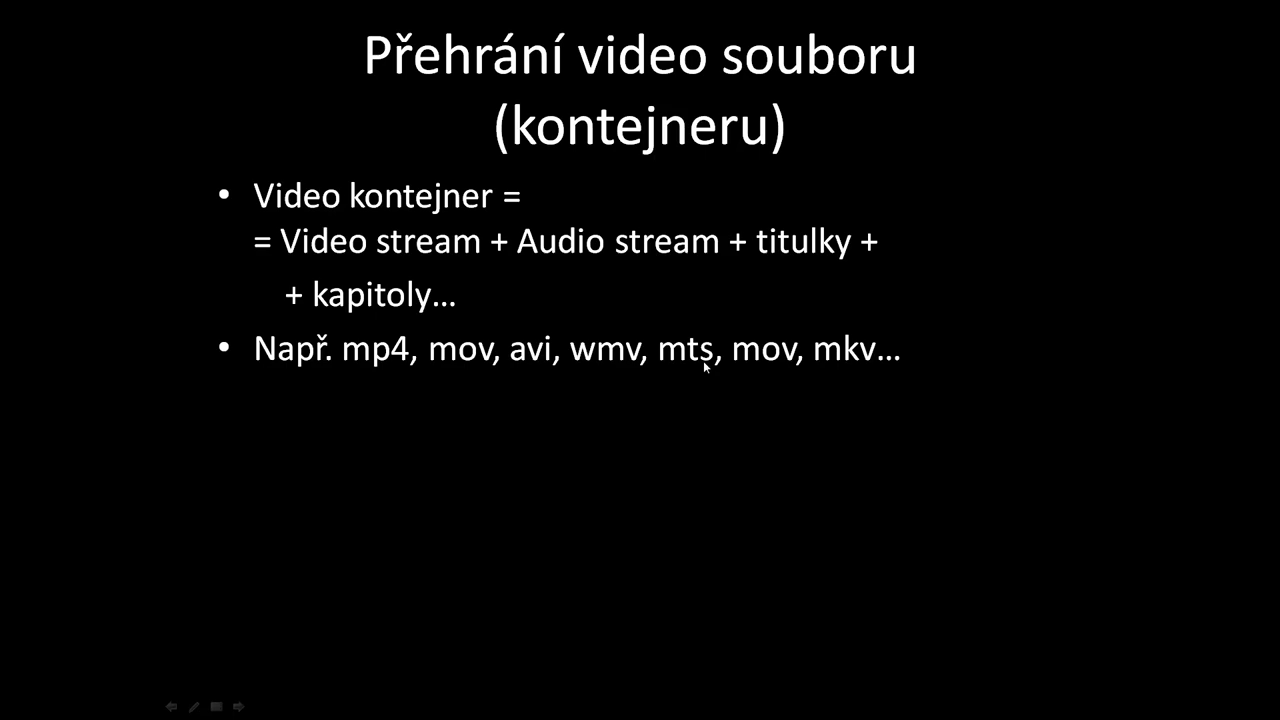 Přehrání video souboru
(kontejneru)
• Video kontejner =
= Video stream + Audio stream + titulky +
+ kapitoly...
• Např. mp4, mov, avi, wmv, mts, mov, mkv...